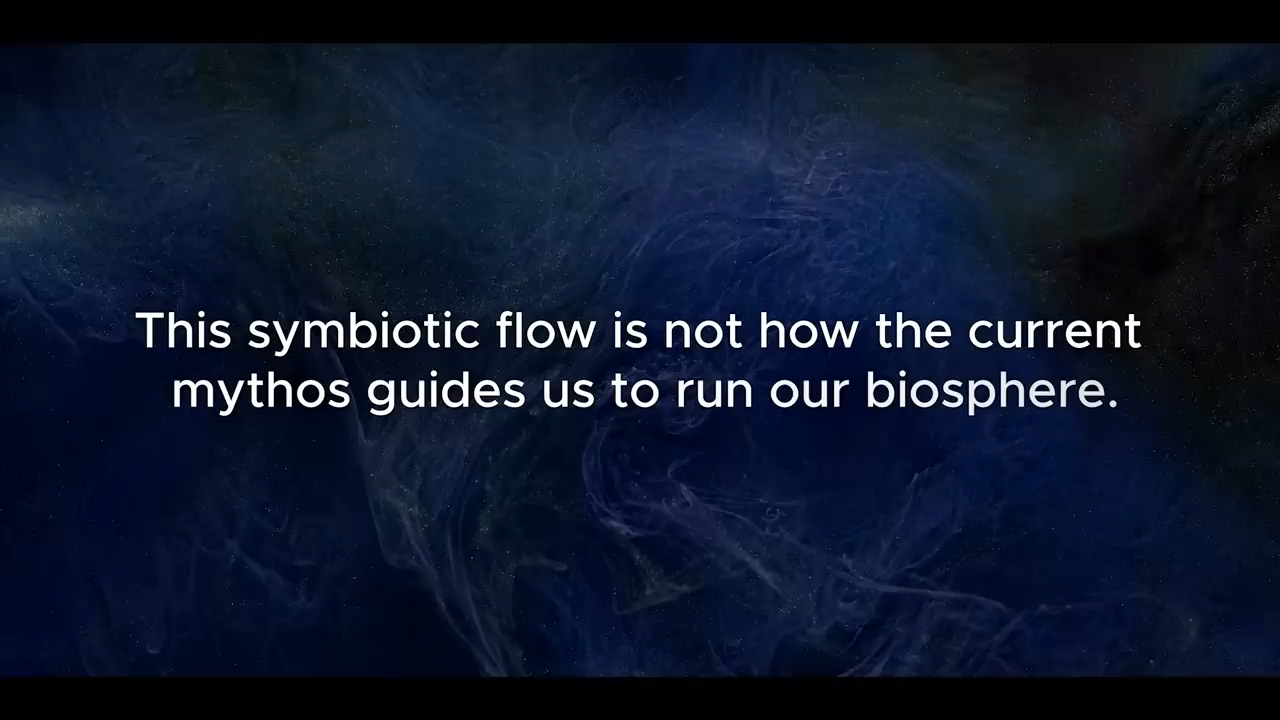 This symbiotic flow is not how the current
mythos guides us to run our biosphere.